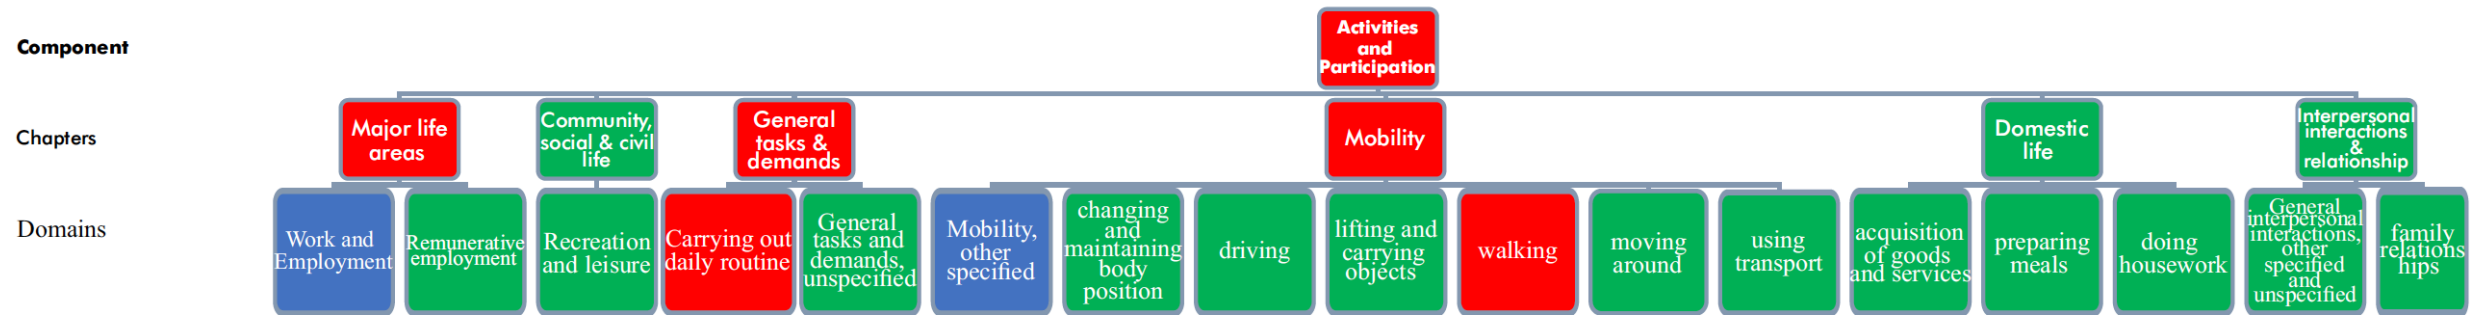 Component
Activities
and
Participation
Chapters
Major life
areas
Community,
social & civil
life
General
tasks &
demands
Mobility
Domestic
life
Interpersonal
interactions
&
relationship
Domains
Work and
Employment
Remunerative
employment
Recreation
and leisure
Carrying out
daily routine
General
tasks and
demands,
unspecified
Mobility,
other
specified
changing
and
maintaining
body
position
driving
lifting and
carrying
objects
walking
moving
around
using
transport
acquisition
of goods
and services
preparing
meals
doing
housework
General
interpersonal
interactions,
other
specified
and
unspecified
family
relations
hips